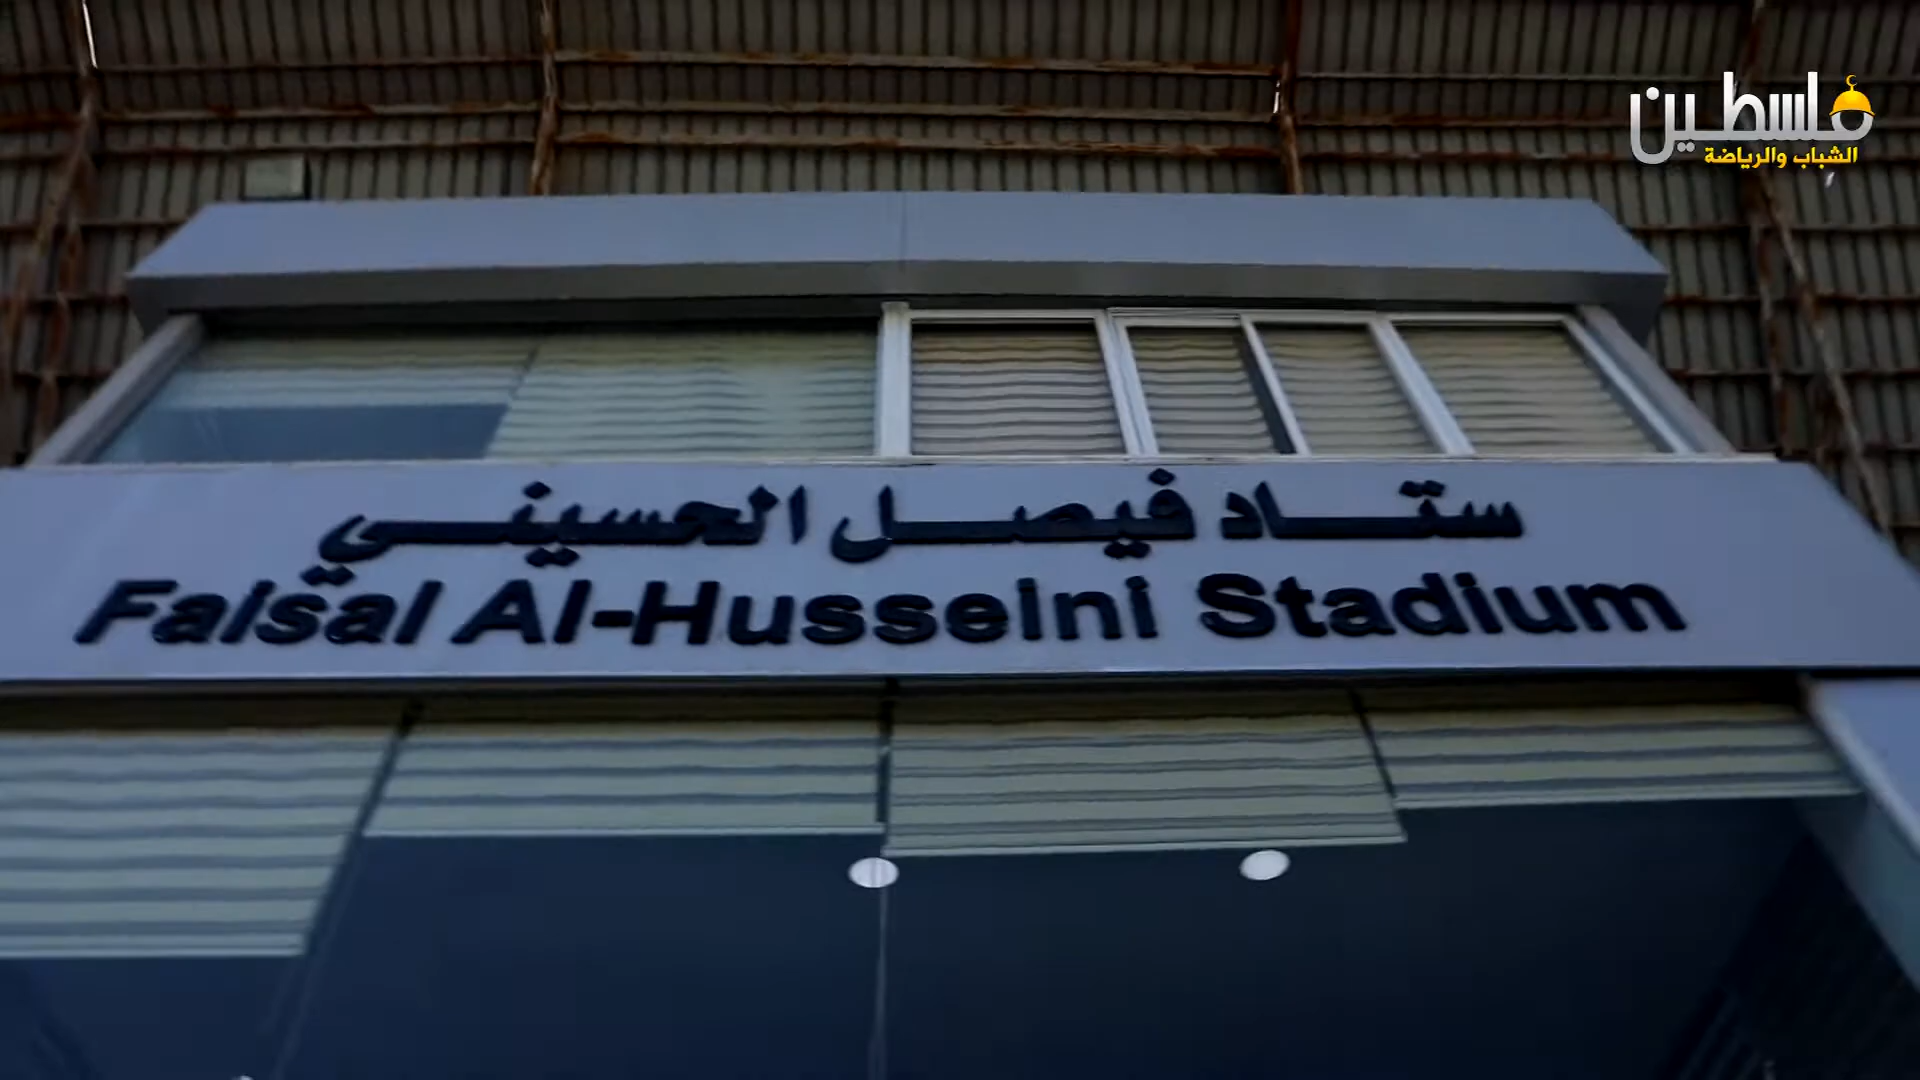 فلسطين
الشباب والرياضة
ستاد فيصل الحسيني
Faisal Al-Husseini Stadium